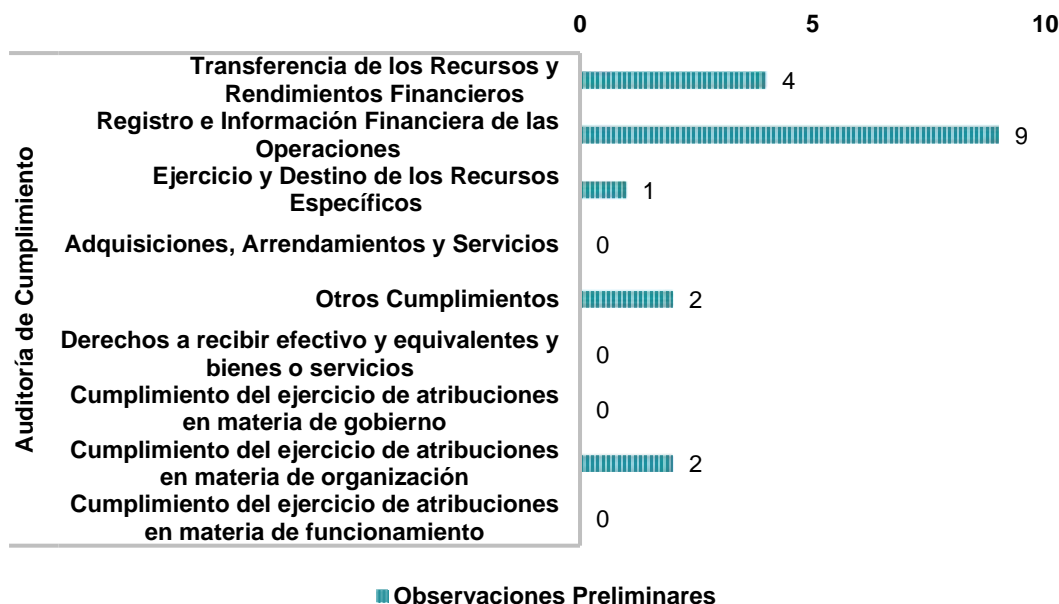 0 5 10
Auditoría de Cumplimiento
Transferencia de los Recursos y
Rendimientos Financieros
4
Registro e Información Financiera de las
Operaciones
9
Ejercicio y Destino de los Recursos
Específicos
1
Adquisiciones, Arrendamientos y Servicios
0
Otros Cumplimientos
2
Derechos a recibir efectivo y equivalentes y
bienes o servicios
0
Cumplimiento del ejercicio de atribuciones
en materia de gobierno
0
Cumplimiento del ejercicio de atribuciones
en materia de organización
2
Cumplimiento del ejercicio de atribuciones
en materia de funcionamiento
0
Observaciones Preliminares